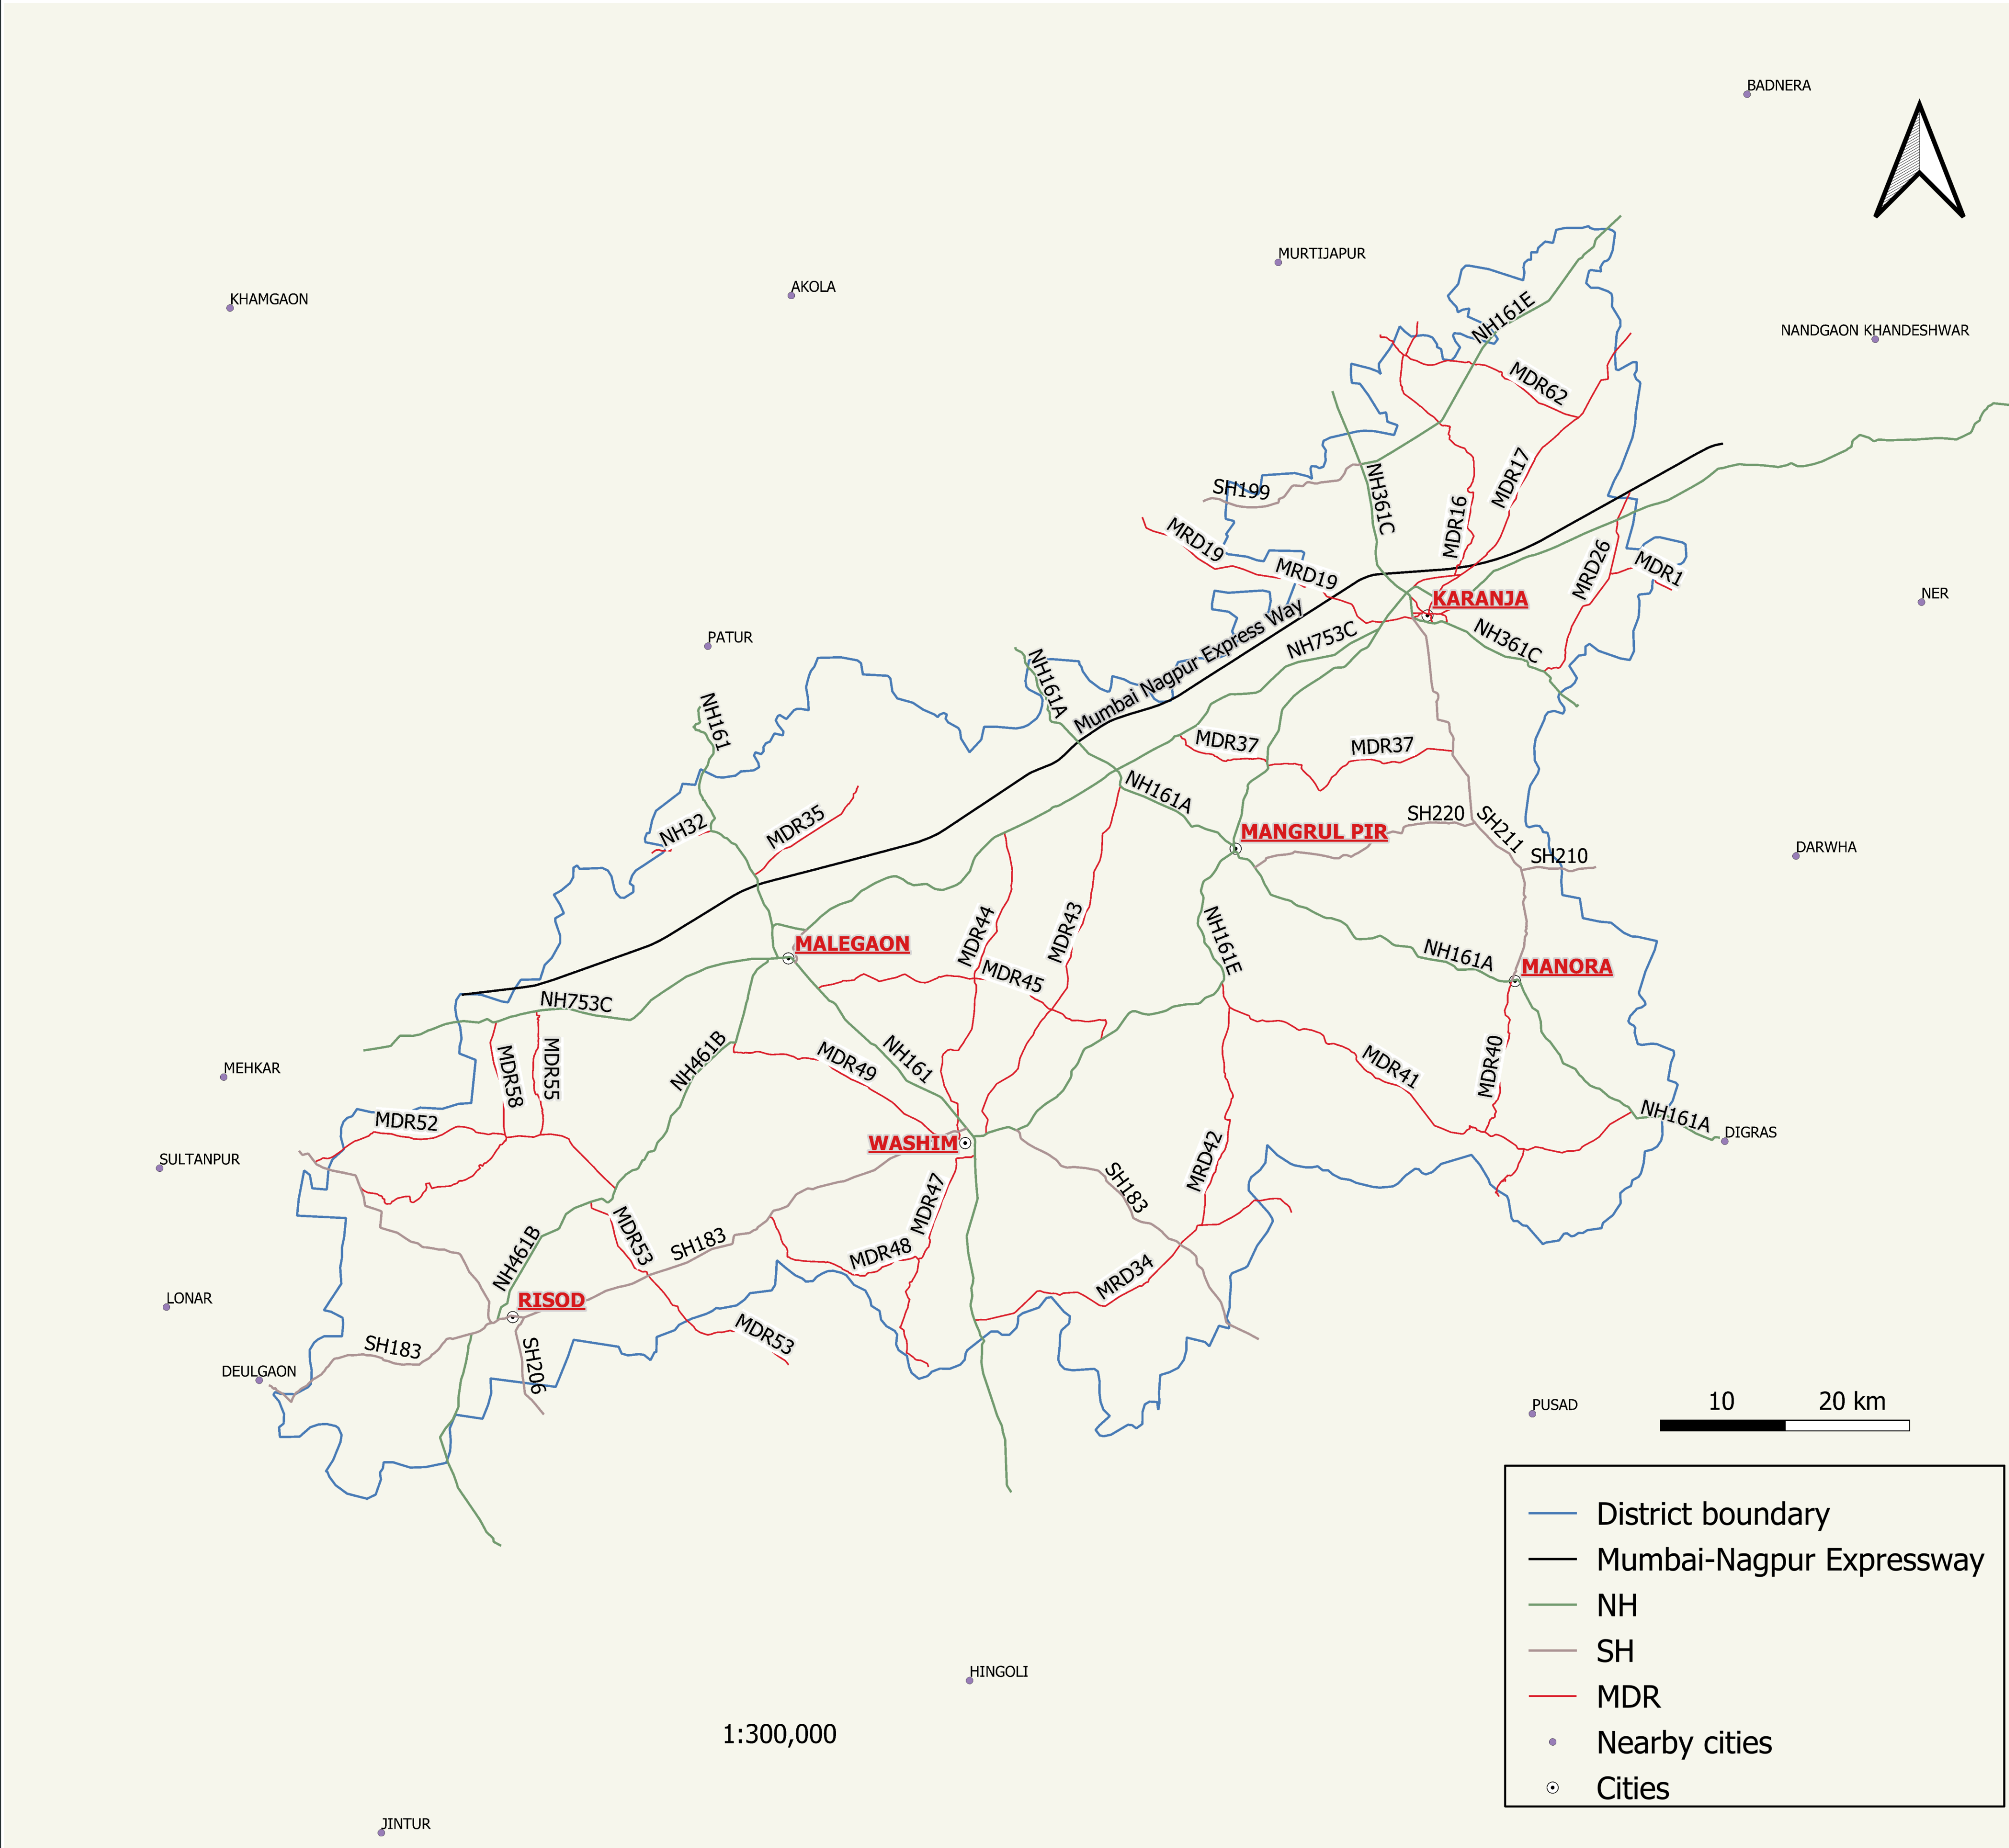 BADNERA
MURTIJAPUR
AKOLA
KHAMGAON
NH161E
NANDGAON KHANDESHWAR
MDR62
MDR17
SH199
NH361C
MDR16
MRD19
MRD19
MRD26
MDR1
KARANJA
NER
PATUR
Mumbai Nagpur Express Way
NH753C
NH361C
NH161A
NH161
MDR37
MDR37
NH161A
MDR35
NH32
MANGRUL PIR
SH220
SH211
SH210
DARWHA
MDR44
MDR43
NH161E
MALEGAON
NH161A
MANORA
MDR45
NH753C
MEHKAR
MDR58
MDR55
NH461B
MDR49
NH161
MDR41
MDR40
MDR52
NH161A
DIGRAS
SULTANPUR
WASHIM
MRD42
SH183
MDR47
MDR53
SH183
MDR48
NH461B
MRD34
LONAR
RISOD
SH183
SH206
MDR53
DEULGAON
PUSAD
10 20 km
District boundary
Mumbai-Nagpur Expressway
NH
SH
MDR
Nearby cities
Cities
HINGOLI
1:300,000
JINTUR